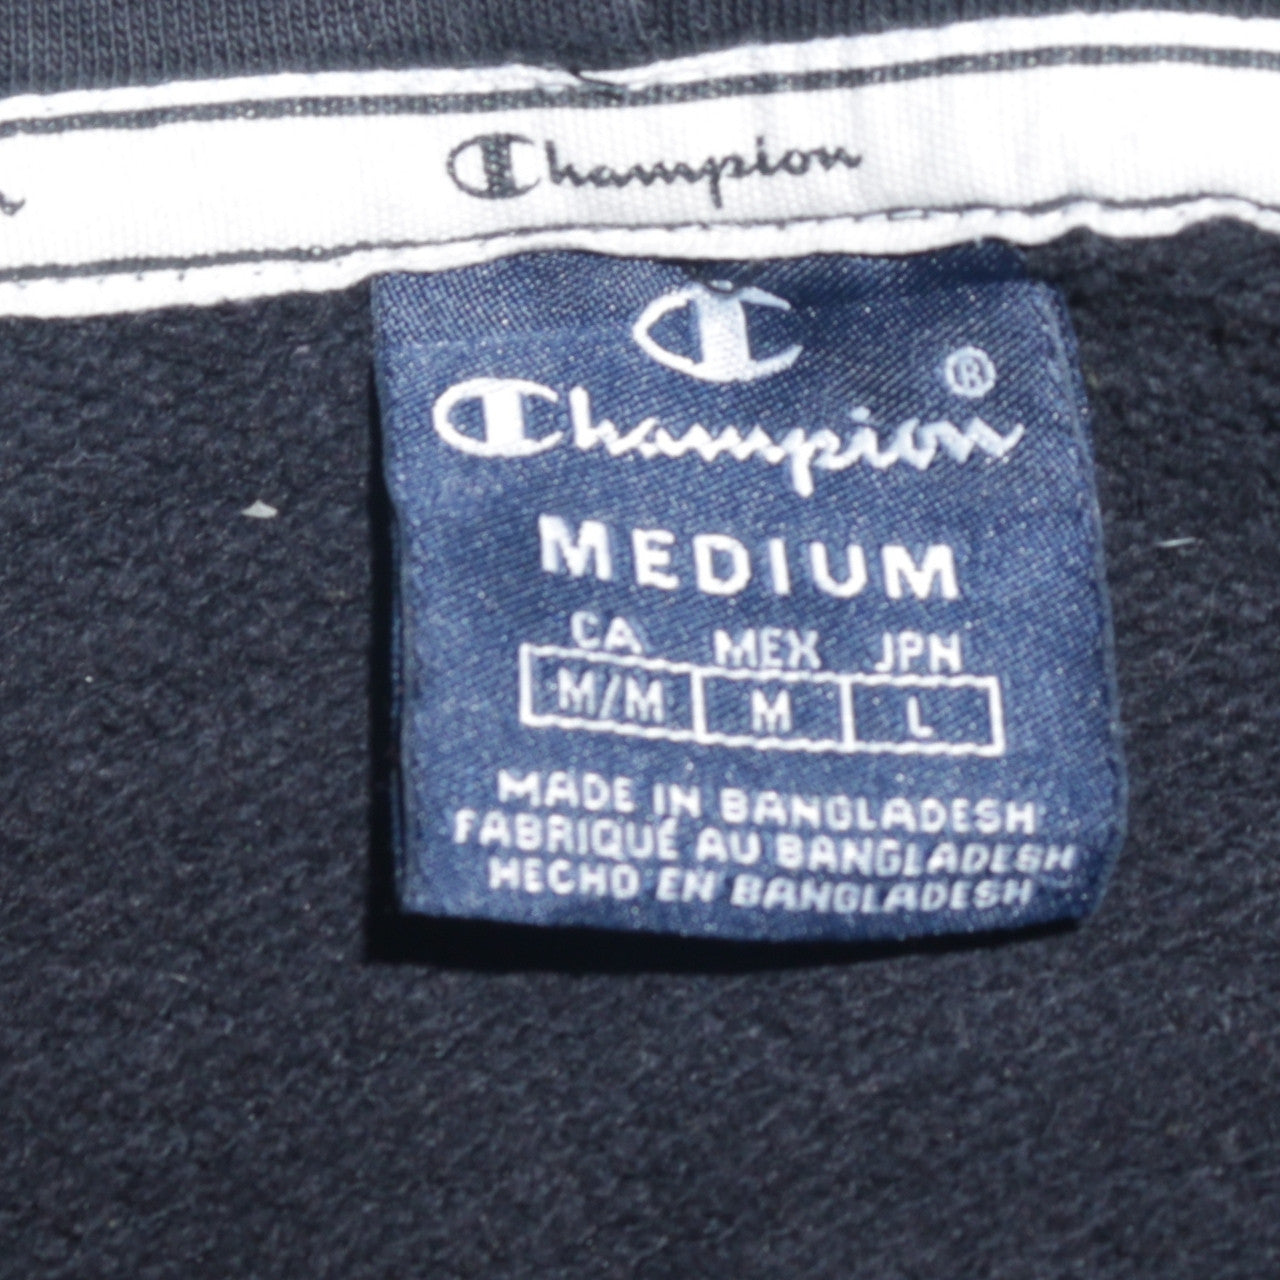 Champion
Champion®
MEDIUM
CA MEX JPN
M/M M L
MADE IN BANGLADESH
FABRIQUÉ AU BANGLADESH
HECHO EN BANGLADESH